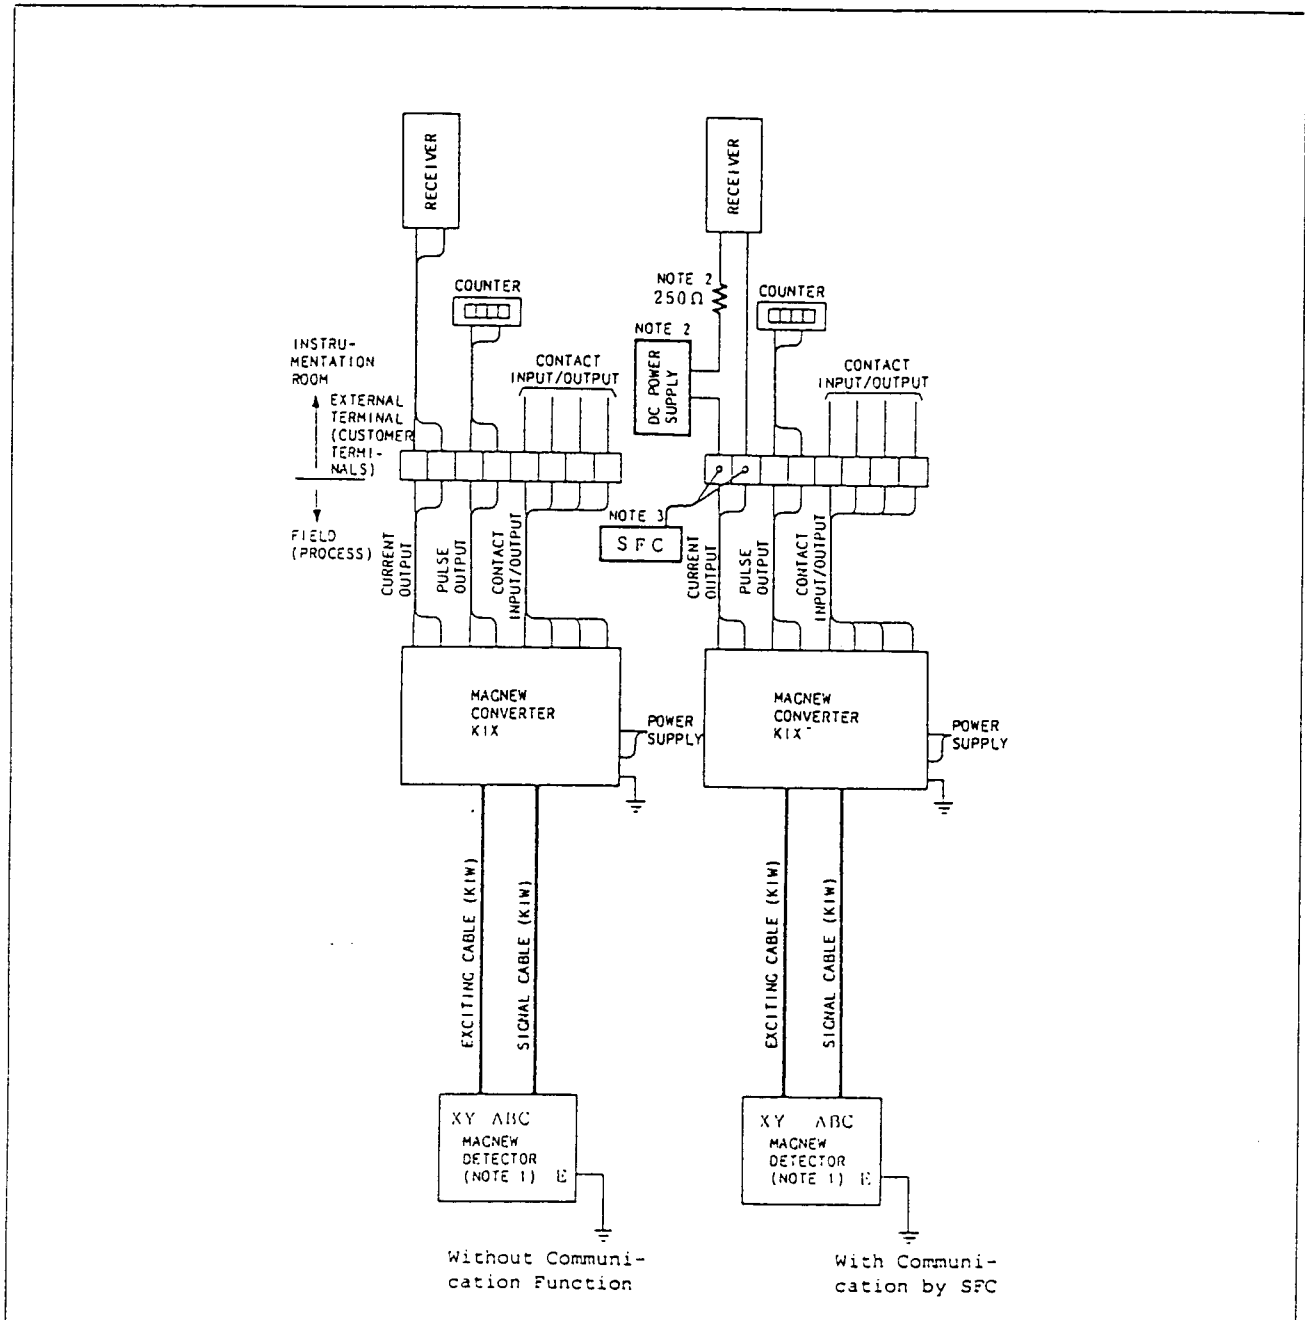 RECEIVER
RECEIVER
NOTE 2
250Ω
COUNTER
COUNTER
NOTE 2
DC POWER
SUPPLY
INSTRU-
MENTATION
ROOM
CONTACT
INPUT/OUTPUT
CONTACT
INPUT/OUTPUT
EXTERNAL
TERMINAL
(CUSTOMER
TERMI-
NALS)
FIELD
(PROCESS)
NOTE 3
SFC
CURRENT
OUTPUT
PULSE
OUTPUT
CONTACT
INPUT/OUTPUT
CURRENT
OUTPUT
PULSE
OUTPUT
CONTACT
INPUT/OUTPUT
MAGNEW
CONVERTER
KIX
POWER
SUPPLY
MAGNEW
CONVERTER
KIX
POWER
SUPPLY
EXCITING CABLE (KIW)
SIGNAL CABLE (KIW)
EXCITING CABLE (KIW)
SIGNAL CABLE (KIW)
XY ABC
MAGNEW
DETECTOR
(NOTE 1) E
XY ABC
MAGNEW
DETECTOR
(NOTE 1) E
Without Communi-
cation Function
With Communi-
cation by SFC